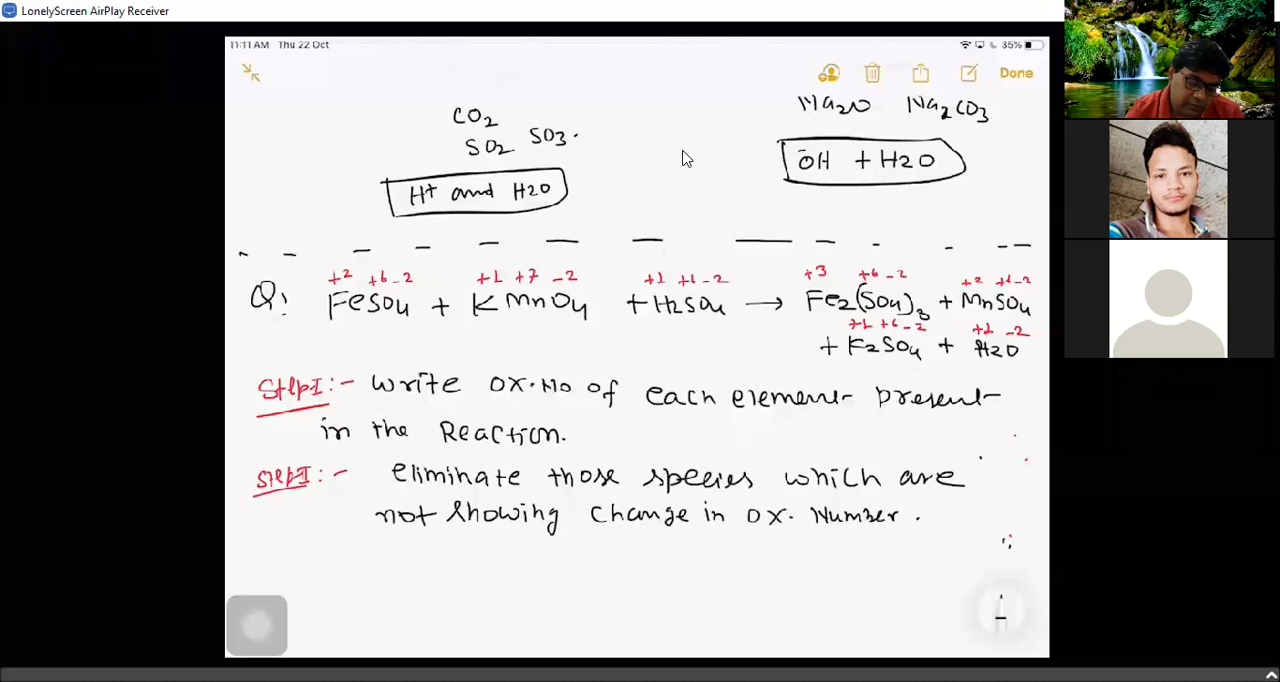 LonelyScreen AirPlay Receiver
11:11 AM Thu 22 Oct
35%
Done
CO2
SO2 SO3.
H+ and H2O
Na2O Na2CO3
ŌH + H2O
+2 +6 -2 +1 +7 -2 +1 +6 -2 +3 +6 -2 +2 +6 -2
Q: FeSO4 + KMnO4 + H2SO4 → Fe2(SO4)3 + MnSO4
+1 +6 -2 +1 -2
+ K2SO4 + H2O
Step I :- Write OX. No of each element present
in the Reaction.
Step II :- eliminate those species which are
not showing change in OX. Number.